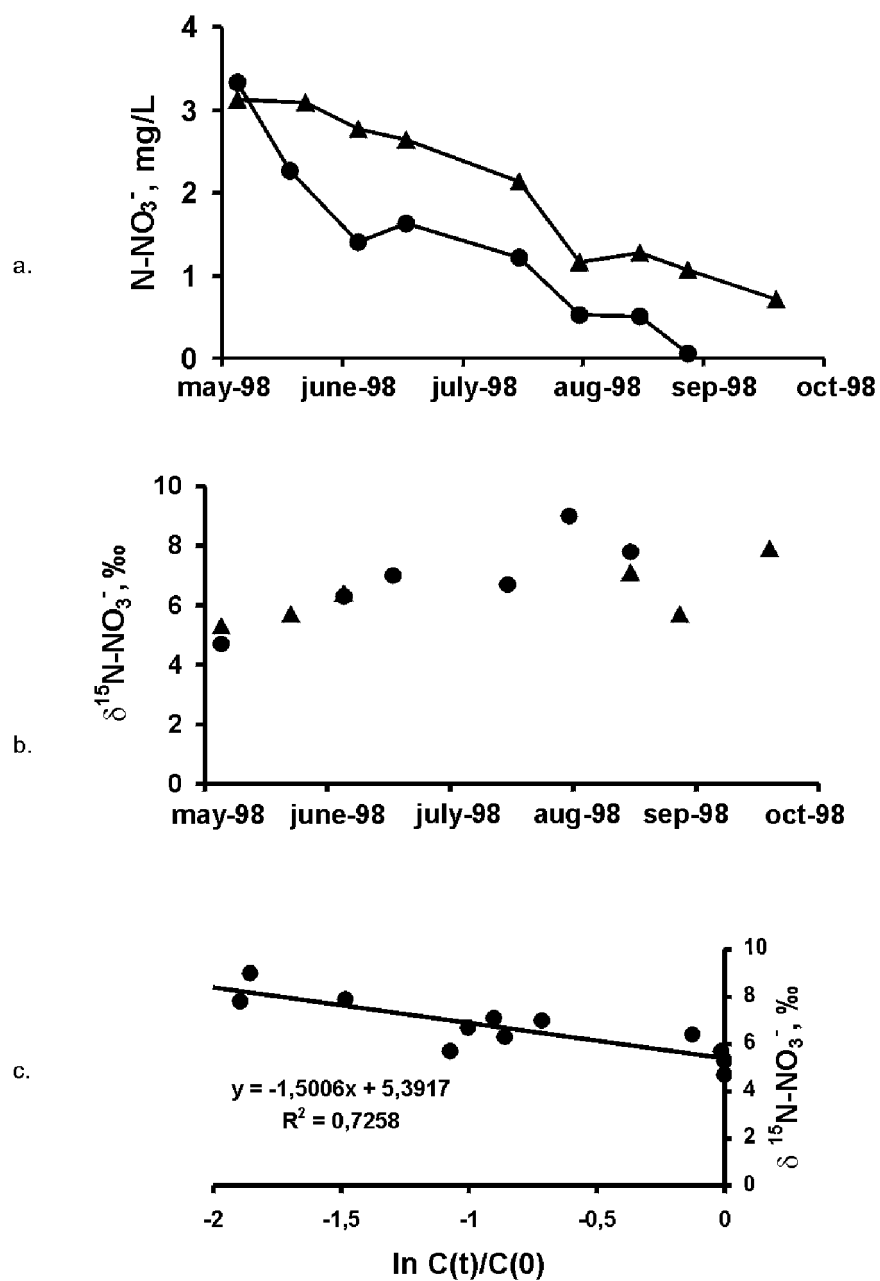 a.
N-NO₃⁻, mg/L
4
3
2
1
0
may-98 june-98 july-98 aug-98 sep-98 oct-98
b.
δ¹⁵N-NO₃⁻, ‰
10
8
6
4
2
0
may-98 june-98 july-98 aug-98 sep-98 oct-98
c.
y = -1,5006x + 5,3917
R² = 0,7258
10
8
6
4
2
0
δ ¹⁵N-NO₃⁻, ‰
-2 -1,5 -1 -0,5 0
ln C(t)/C(0)